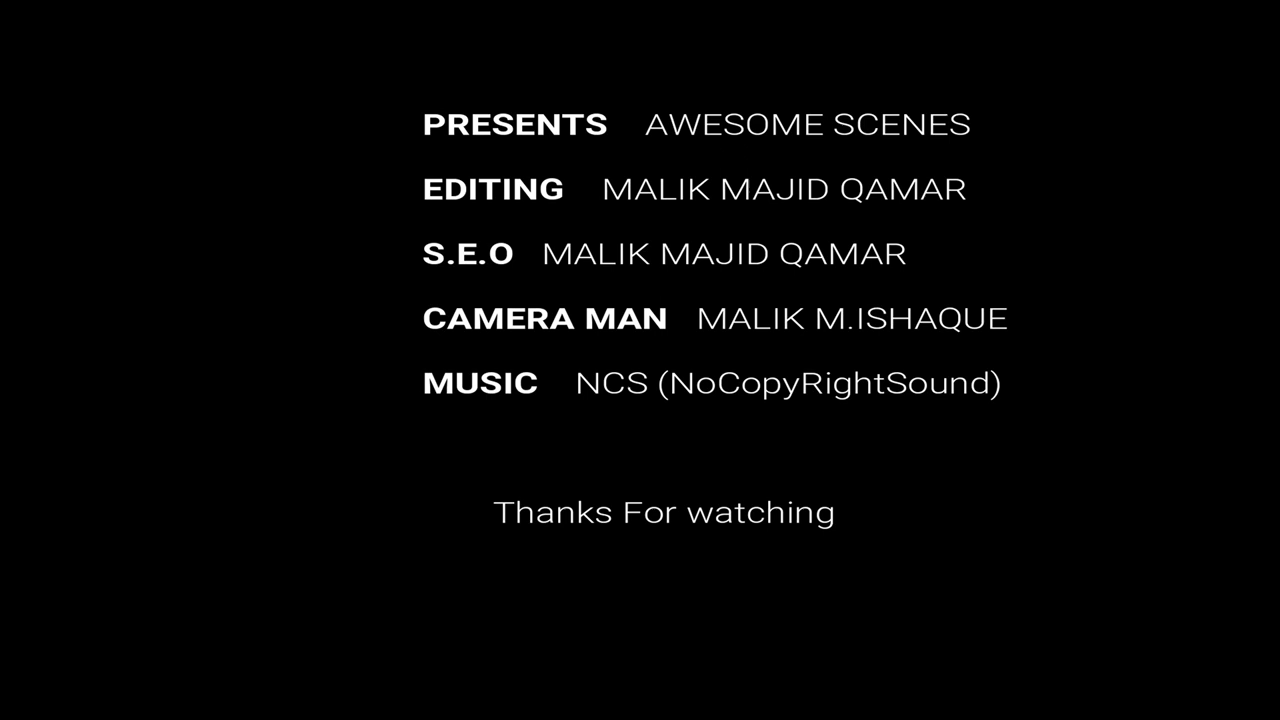 PRESENTS AWESOME SCENES
EDITING MALIK MAJID QAMAR
S.E.O MALIK MAJID QAMAR
CAMERA MAN MALIK M.ISHAQUE
MUSIC NCS (NoCopyRightSound)
Thanks For watching